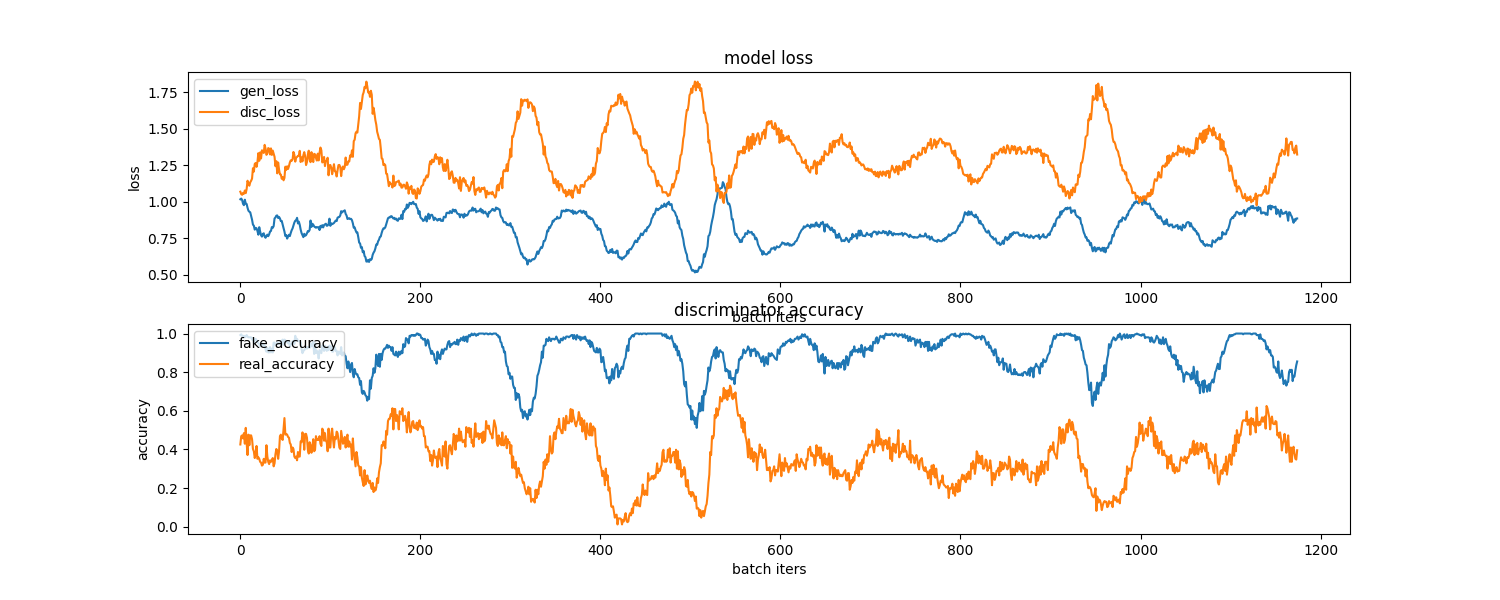 model loss
gen_loss
disc_loss
loss
1.75
1.50
1.25
1.00
0.75
0.50
0 200 400 600 800 1000 1200
batch iters
discriminator accuracy
fake_accuracy
real_accuracy
accuracy
1.0
0.8
0.6
0.4
0.2
0.0
0 200 400 600 800 1000 1200
batch iters